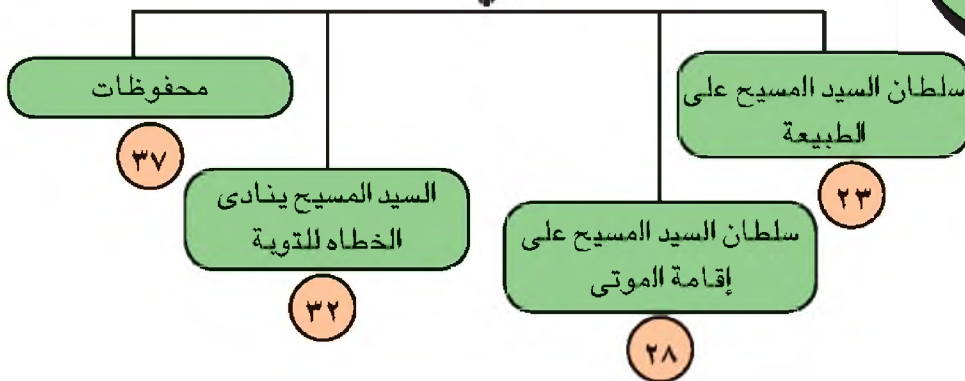 سلطان السيد المسيح على
الطبيعة
٢٣
سلطان السيد المسيح على
إقامة الموتى
٢٨
السيد المسيح ينادى
الخطاه للتوبة
٣٢
محفوظات
٣٧